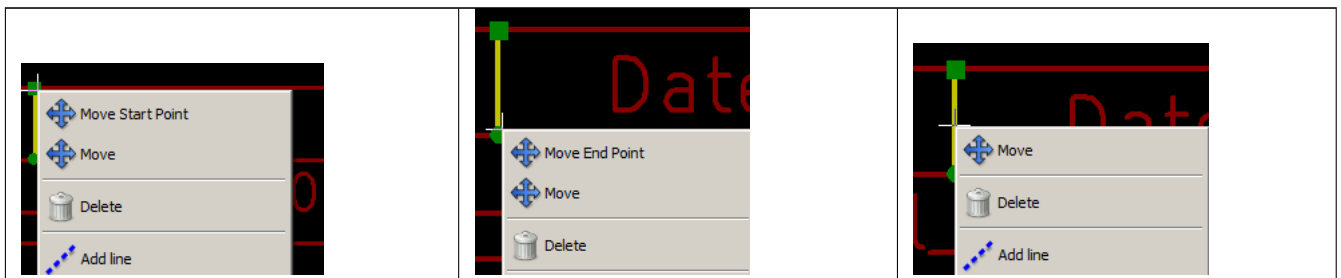 Move Start Point
Move
Delete
Add line
Date
Move End Point
Move
Delete
Move
Delete
Add line